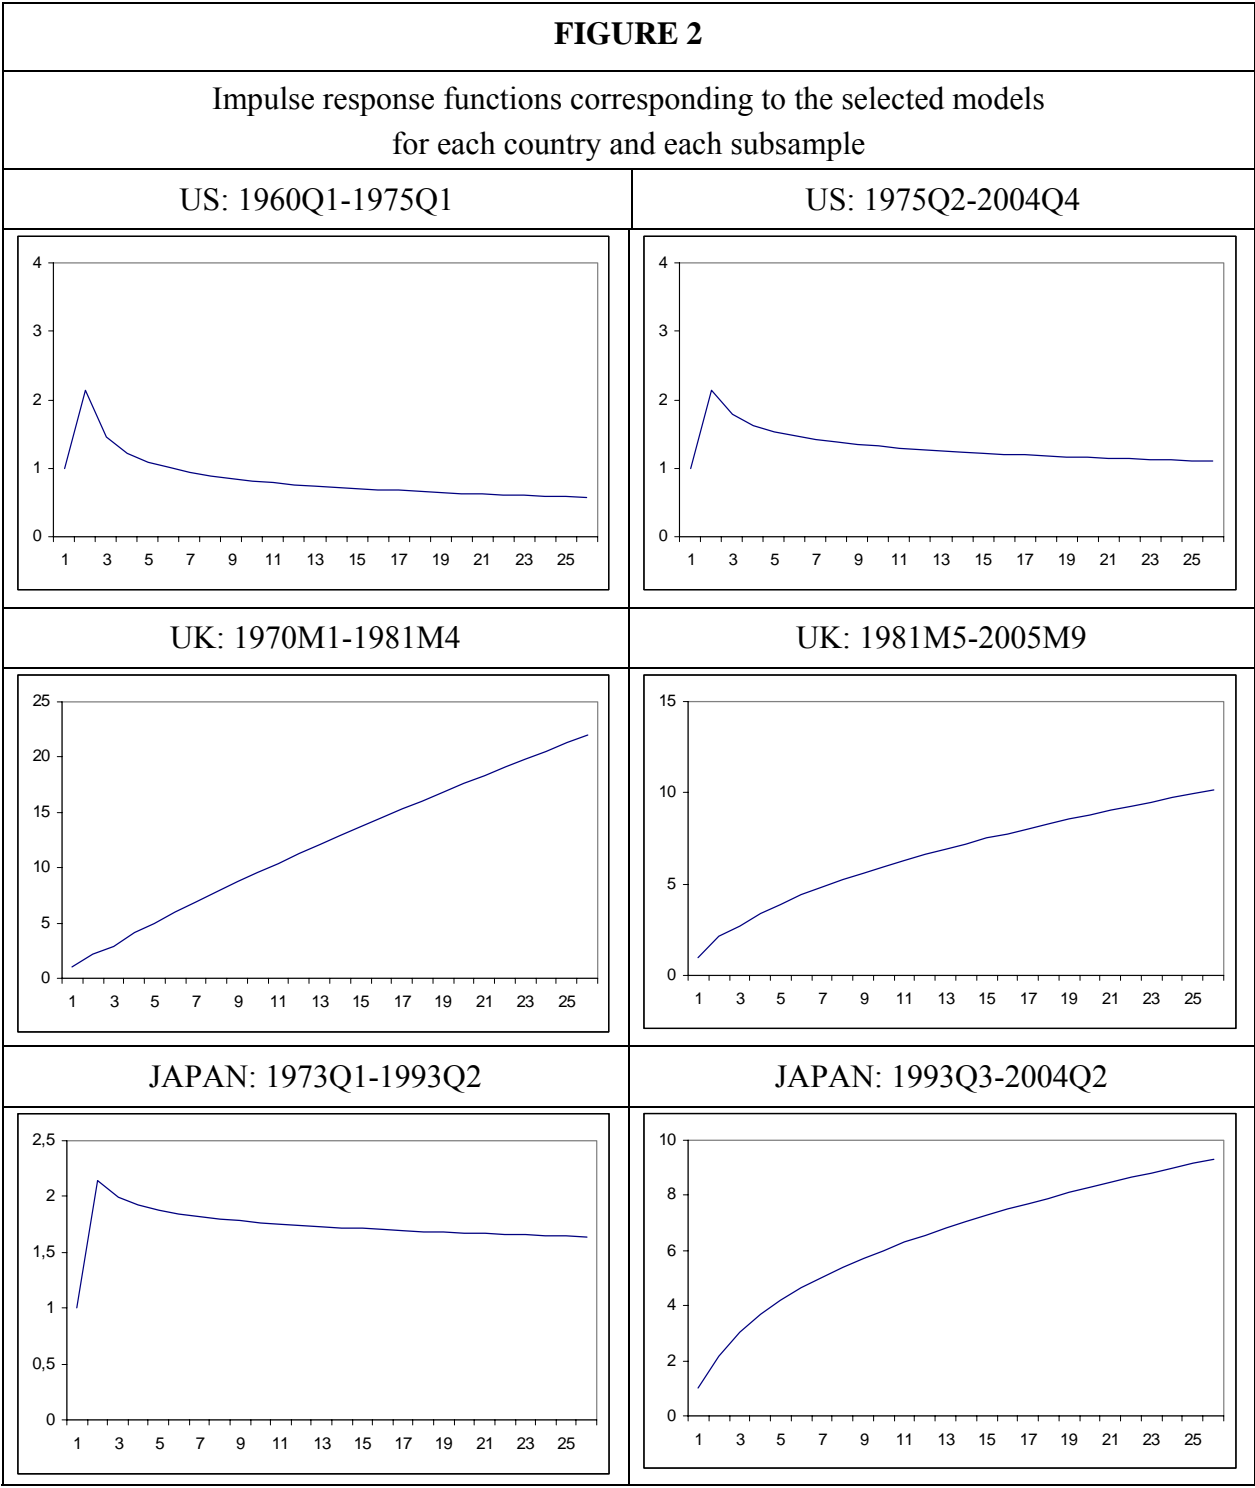 FIGURE 2
Impulse response functions corresponding to the selected models
for each country and each subsample
US: 1960Q1-1975Q1
US: 1975Q2-2004Q4
4
3
2
1
0
1 3 5 7 9 11 13 15 17 19 21 23 25
4
3
2
1
0
1 3 5 7 9 11 13 15 17 19 21 23 25
UK: 1970M1-1981M4
UK: 1981M5-2005M9
25
20
15
10
5
0
1 3 5 7 9 11 13 15 17 19 21 23 25
15
10
5
0
1 3 5 7 9 11 13 15 17 19 21 23 25
JAPAN: 1973Q1-1993Q2
JAPAN: 1993Q3-2004Q2
2,5
2
1,5
1
0,5
0
1 3 5 7 9 11 13 15 17 19 21 23 25
10
8
6
4
2
0
1 3 5 7 9 11 13 15 17 19 21 23 25